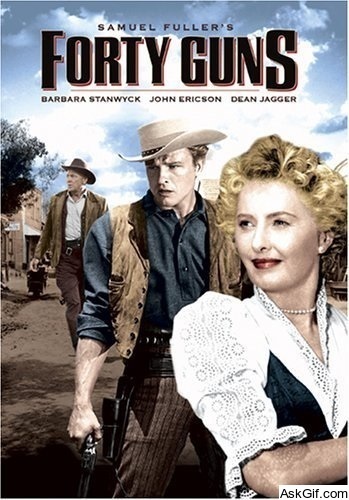 SAMUEL FULLER'S
FORTY GUNS
BARBARA STANWYCK JOHN ERICSON DEAN JAGGER
AskGif.com